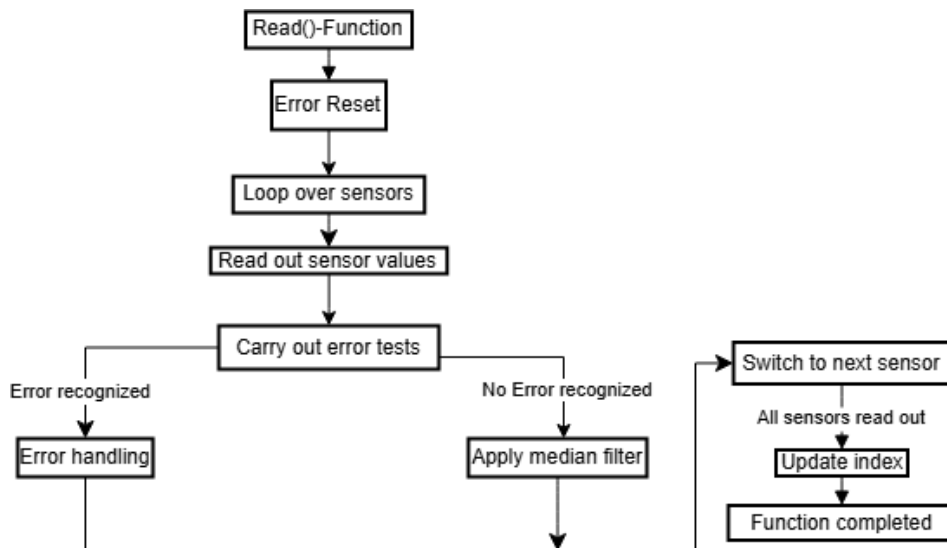 Read()-Function
Error Reset
Loop over sensors
Read out sensor values
Carry out error tests
Error recognized
No Error recognized
Error handling
Apply median filter
Switch to next sensor
All sensors read out
Update index
Function completed